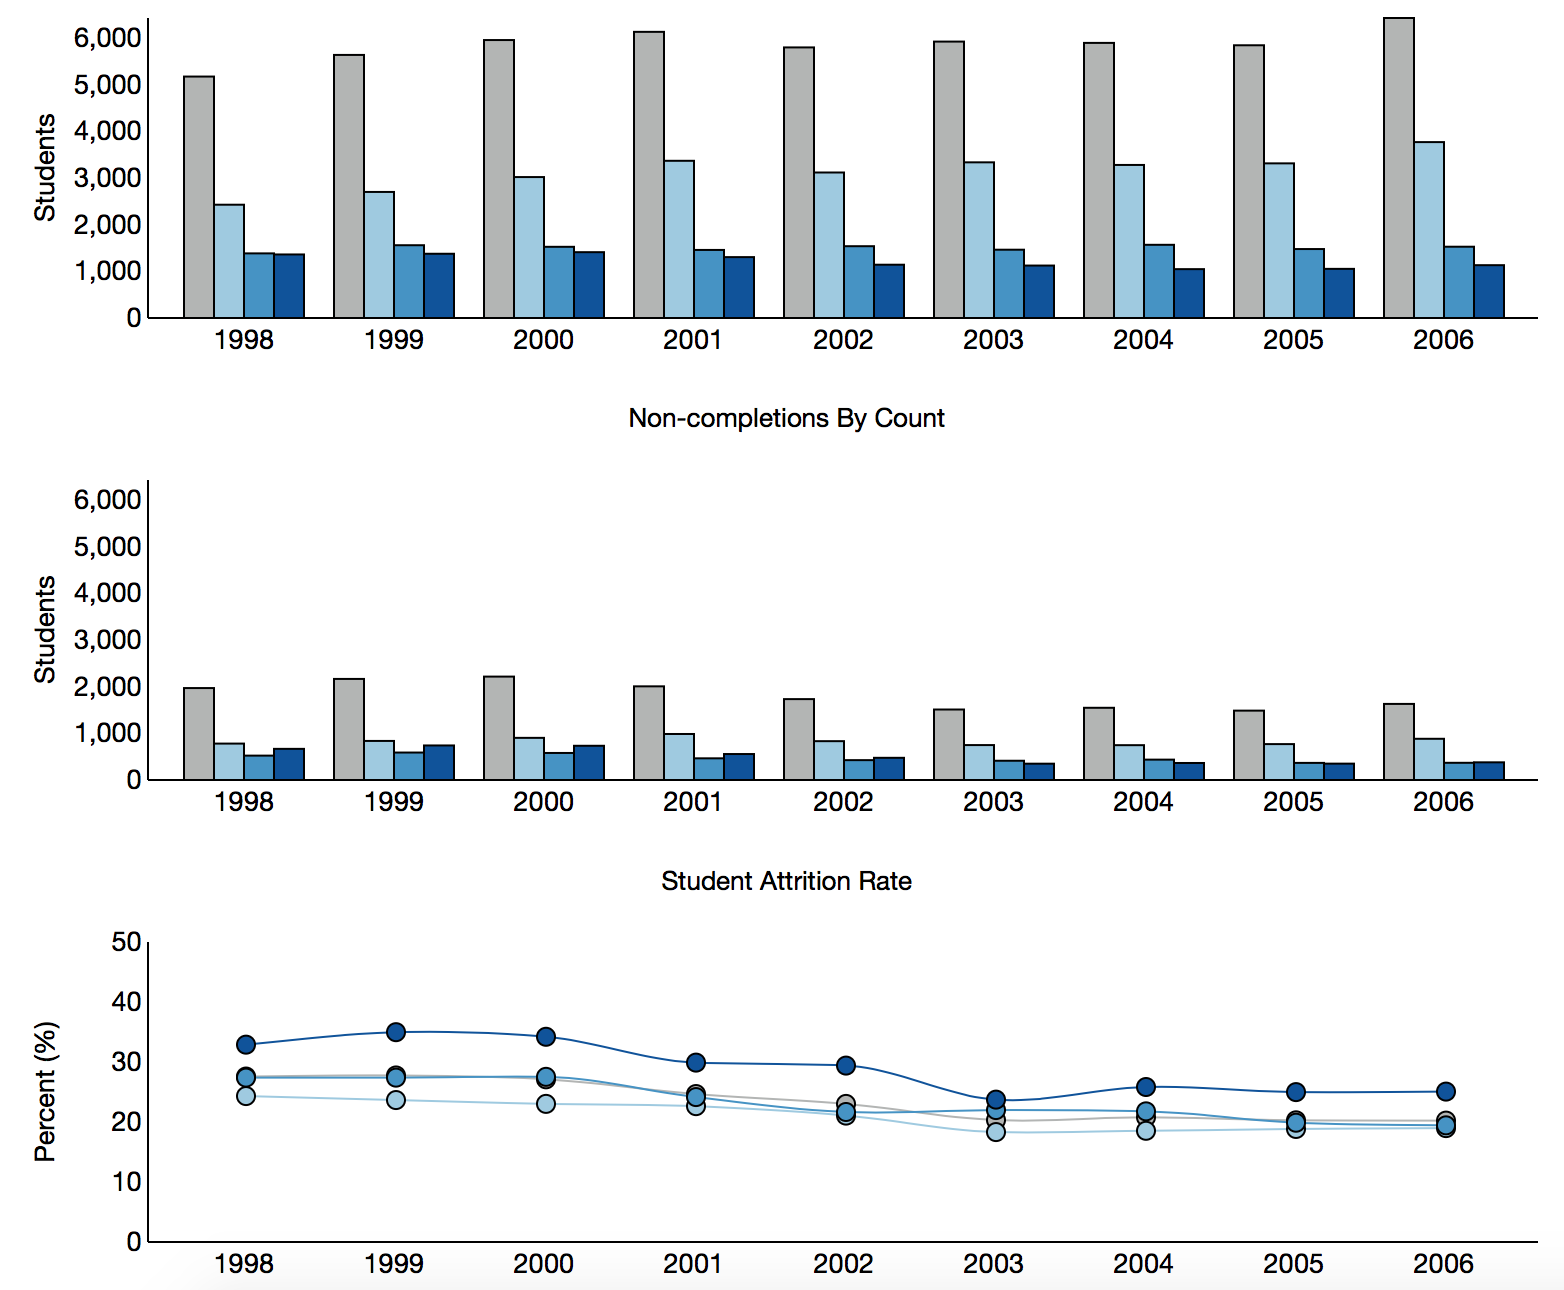 Students
6,000
5,000
4,000
3,000
2,000
1,000
0
1998 1999 2000 2001 2002 2003 2004 2005 2006
Non-completions By Count
Students
6,000
5,000
4,000
3,000
2,000
1,000
0
1998 1999 2000 2001 2002 2003 2004 2005 2006
Student Attrition Rate
Percent (%)
50
40
30
20
10
0
1998 1999 2000 2001 2002 2003 2004 2005 2006